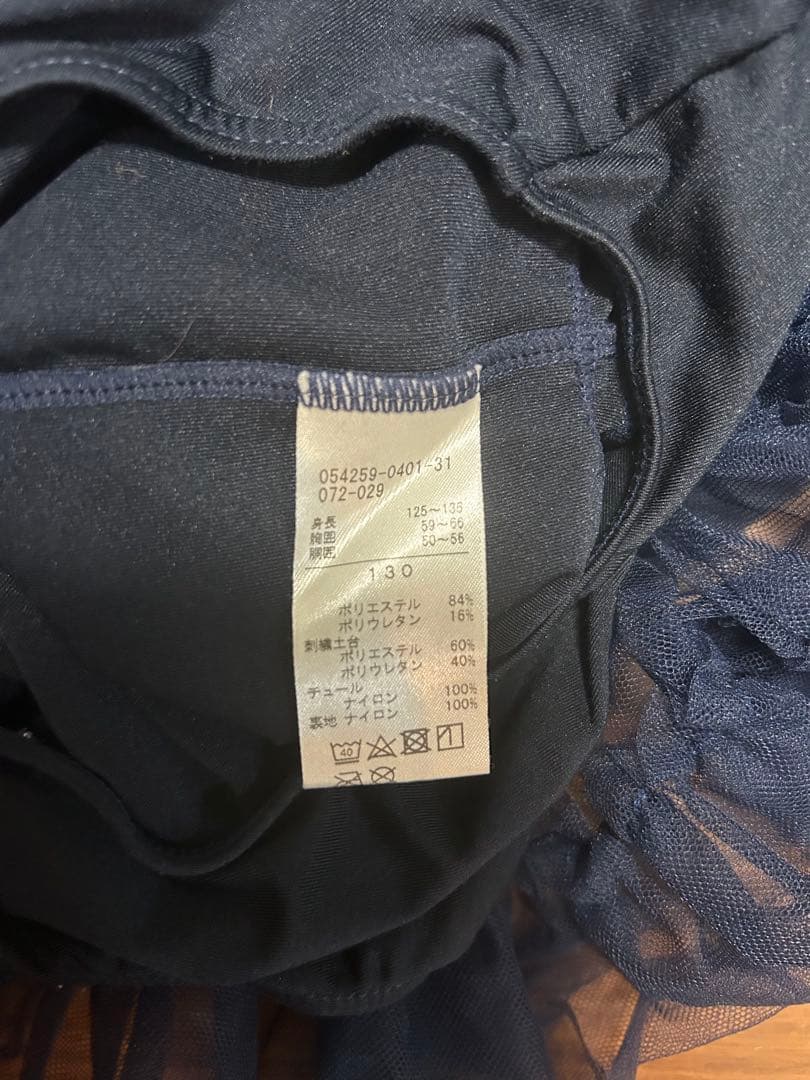 054259-0401-31
072-029
身長 125～135
胸囲 59～66
胴囲 50～56
130
ポリエステル 84%
ポリウレタン 16%
刺繍土台
ポリエステル 60%
ポリウレタン 40%
チュール
ナイロン 100%
裏地 ナイロン 100%
40